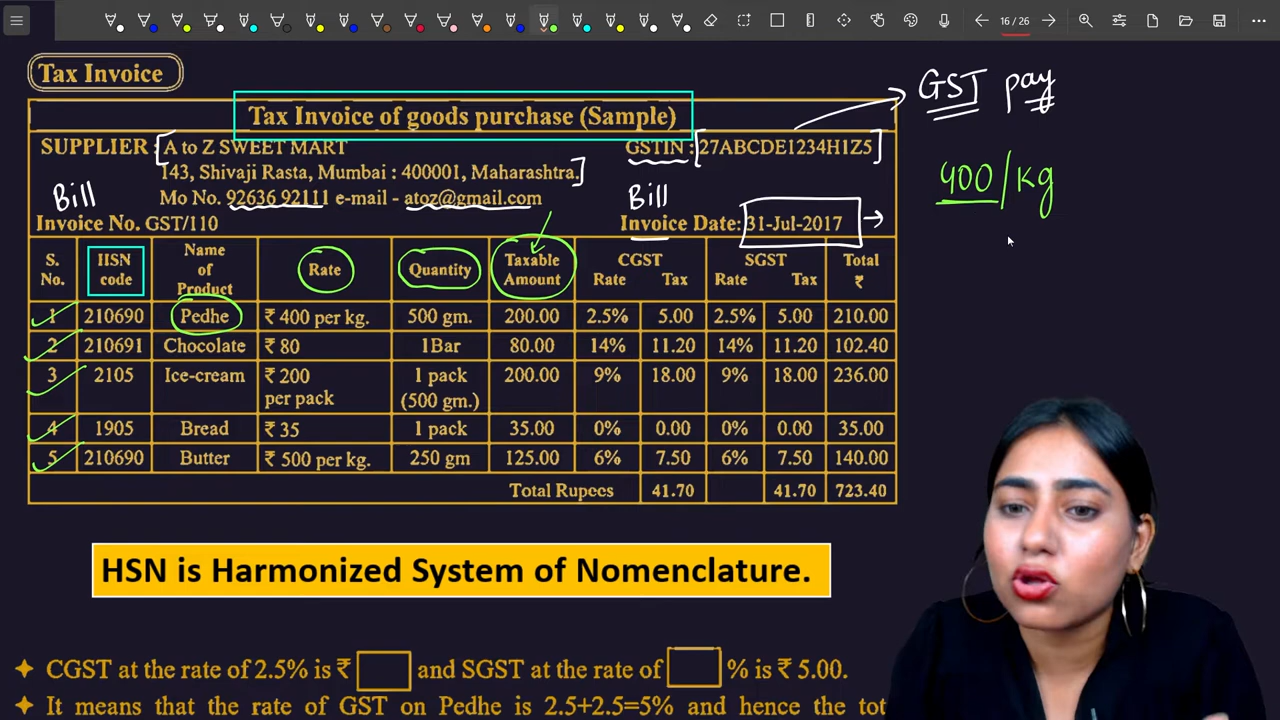 16/26
Tax Invoice
Tax Invoice of goods purchase (Sample)
GST pay
SUPPLIER : A to Z SWEET MART GSTIN : 27ABCDE1234H1Z5
143, Shivaji Rasta, Mumbai : 400001, Maharashtra.
400/kg
Bill Mo No. 92636 92111 e-mail - atoz@gmail.com Bill
Invoice No. GST/110 Invoice Date: 31-Jul-2017
S. No. HSN code Name of Product Rate Quantity Taxable Amount CGST Rate Tax SGST Rate Tax Total ₹
1 210690 Pedhe ₹ 400 per kg. 500 gm. 200.00 2.5% 5.00 2.5% 5.00 210.00
2 210691 Chocolate ₹ 80 1Bar 80.00 14% 11.20 14% 11.20 102.40
3 2105 Ice-cream ₹ 200 per pack 1 pack (500 gm.) 200.00 9% 18.00 9% 18.00 236.00
4 1905 Bread ₹ 35 1 pack 35.00 0% 0.00 0% 0.00 35.00
5 210690 Butter ₹ 500 per kg. 250 gm 125.00 6% 7.50 6% 7.50 140.00
Total Rupees 41.70 41.70 723.40
HSN is Harmonized System of Nomenclature.
CGST at the rate of 2.5% is ₹ and SGST at the rate of % is ₹ 5.00.
It means that the rate of GST on Pedhe is 2.5+2.5=5% and hence the tot